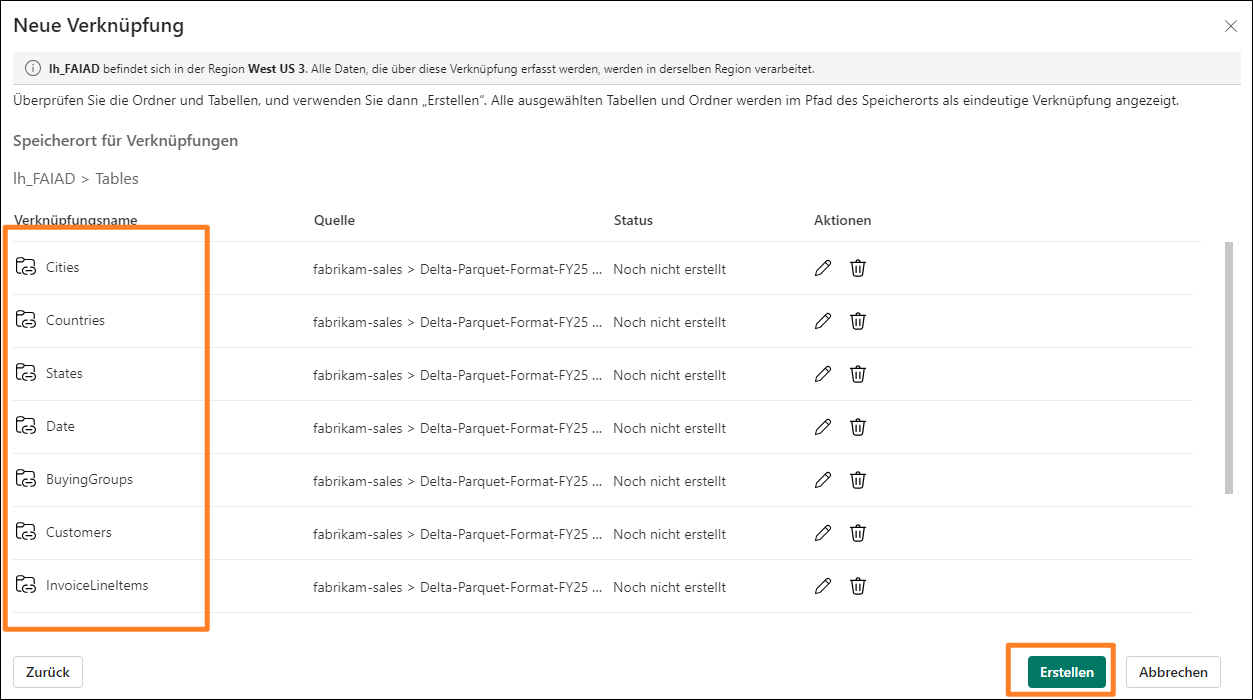 Neue Verknüpfung
lh_FAIAD befindet sich in der Region West US 3. Alle Daten, die über diese Verknüpfung erfasst werden, werden in derselben Region verarbeitet.
Überprüfen Sie die Ordner und Tabellen, und verwenden Sie dann „Erstellen“. Alle ausgewählten Tabellen und Ordner werden im Pfad des Speicherorts als eindeutige Verknüpfung angezeigt.
Speicherort für Verknüpfungen
lh_FAIAD > Tables
Verknüpfungsname Quelle Status Aktionen
Cities fabrikam-sales > Delta-Parquet-Format-FY25 ... Noch nicht erstellt
Countries fabrikam-sales > Delta-Parquet-Format-FY25 ... Noch nicht erstellt
States fabrikam-sales > Delta-Parquet-Format-FY25 ... Noch nicht erstellt
Date fabrikam-sales > Delta-Parquet-Format-FY25 ... Noch nicht erstellt
BuyingGroups fabrikam-sales > Delta-Parquet-Format-FY25 ... Noch nicht erstellt
Customers fabrikam-sales > Delta-Parquet-Format-FY25 ... Noch nicht erstellt
InvoiceLineItems fabrikam-sales > Delta-Parquet-Format-FY25 ... Noch nicht erstellt
Zurück Erstellen Abbrechen